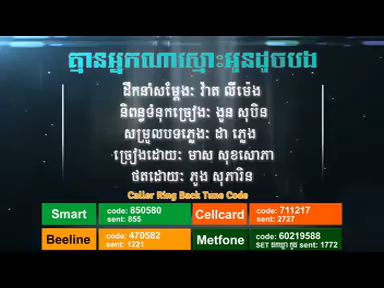 គ្មានអ្នកណាស្មោះអូនដូចបង
ដឹកនាំសម្ដែង: វ៉ាត លីម៉េង
និពន្ធទំនុកច្រៀង: ងួន សុបិន
សម្រួលបទភ្លេង: ដា ភ្លេង
ច្រៀងដោយ: មាស សុខសោភា
ថតដោយ: ភួង សុភារិន
Caller Ring Back Tune Code
Smart code: 850580 sent: 855
Cellcard code: 711217 sent: 2727
Beeline code: 470582 sent: 1221
Metfone code: 60219588 SET sent: 1772